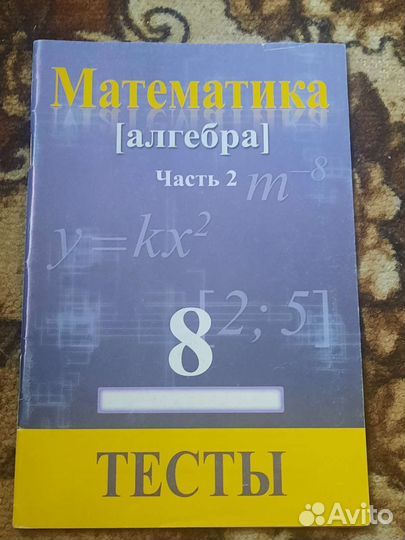 Математика
[алгебра]
Часть 2
m⁻⁸
y=kx²
[2; 5]
8
ТЕСТЫ
Avito